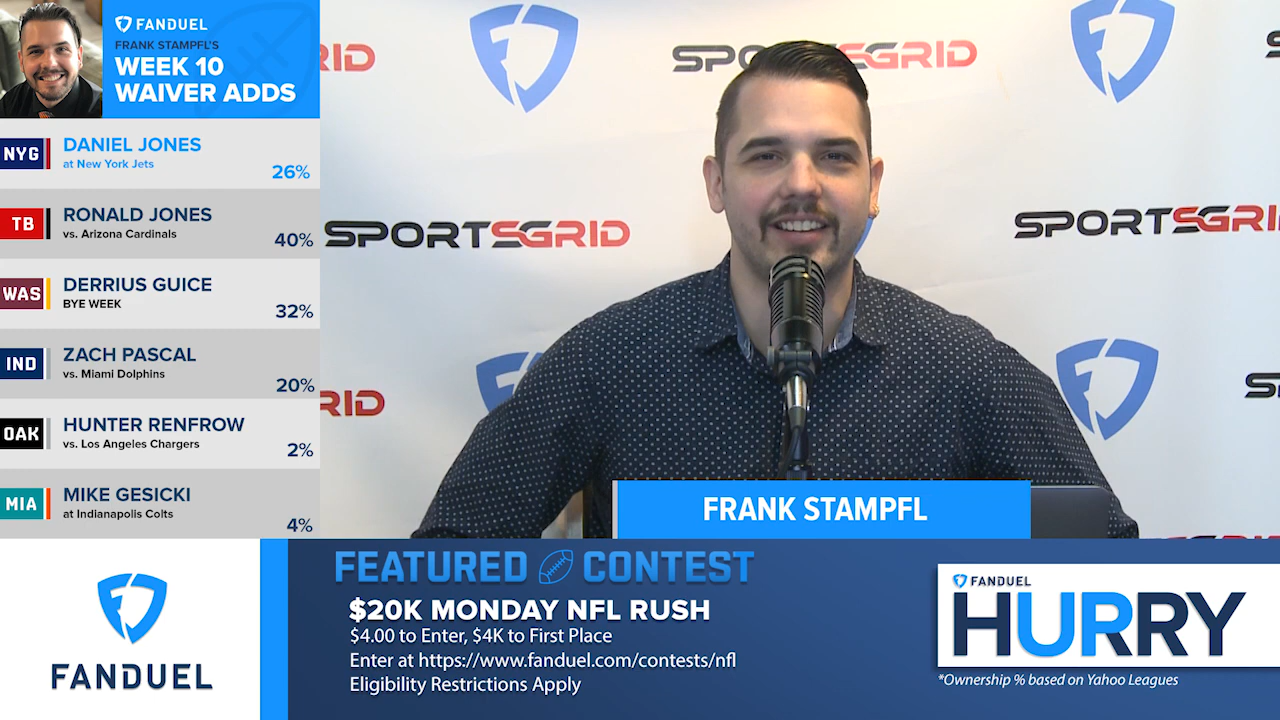 FANDUEL
FRANK STAMPFL'S
WEEK 10
WAIVER ADDS
NYG
DANIEL JONES
at New York Jets
26%
TB
RONALD JONES
vs. Arizona Cardinals
40%
WAS
DERRIUS GUICE
BYE WEEK
32%
IND
ZACH PASCAL
vs. Miami Dolphins
20%
OAK
HUNTER RENFROW
vs. Los Angeles Chargers
2%
MIA
MIKE GESICKI
at Indianapolis Colts
4%
RID
SPORTSGRID
SPORTSGRID
SPORTSGRID
RID
FRANK STAMPFL
FANDUEL
FEATURED CONTEST
$20K MONDAY NFL RUSH
$4.00 to Enter, $4K to First Place
Enter at https://www.fanduel.com/contests/nfl
Eligibility Restrictions Apply
FANDUEL
HURRY
*Ownership % based on Yahoo Leagues